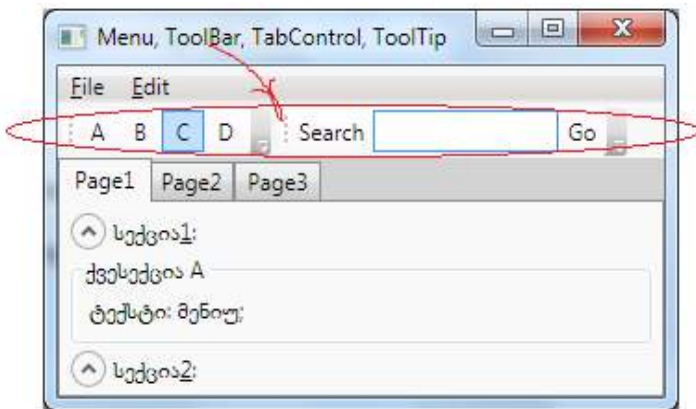 Menu, ToolBar, TabControl, ToolTip
File Edit
A B C D Search Go
Page1 Page2 Page3
სექცია1:
ქვესექცია A
ტექსტი: მენიუ;
სექცია2: